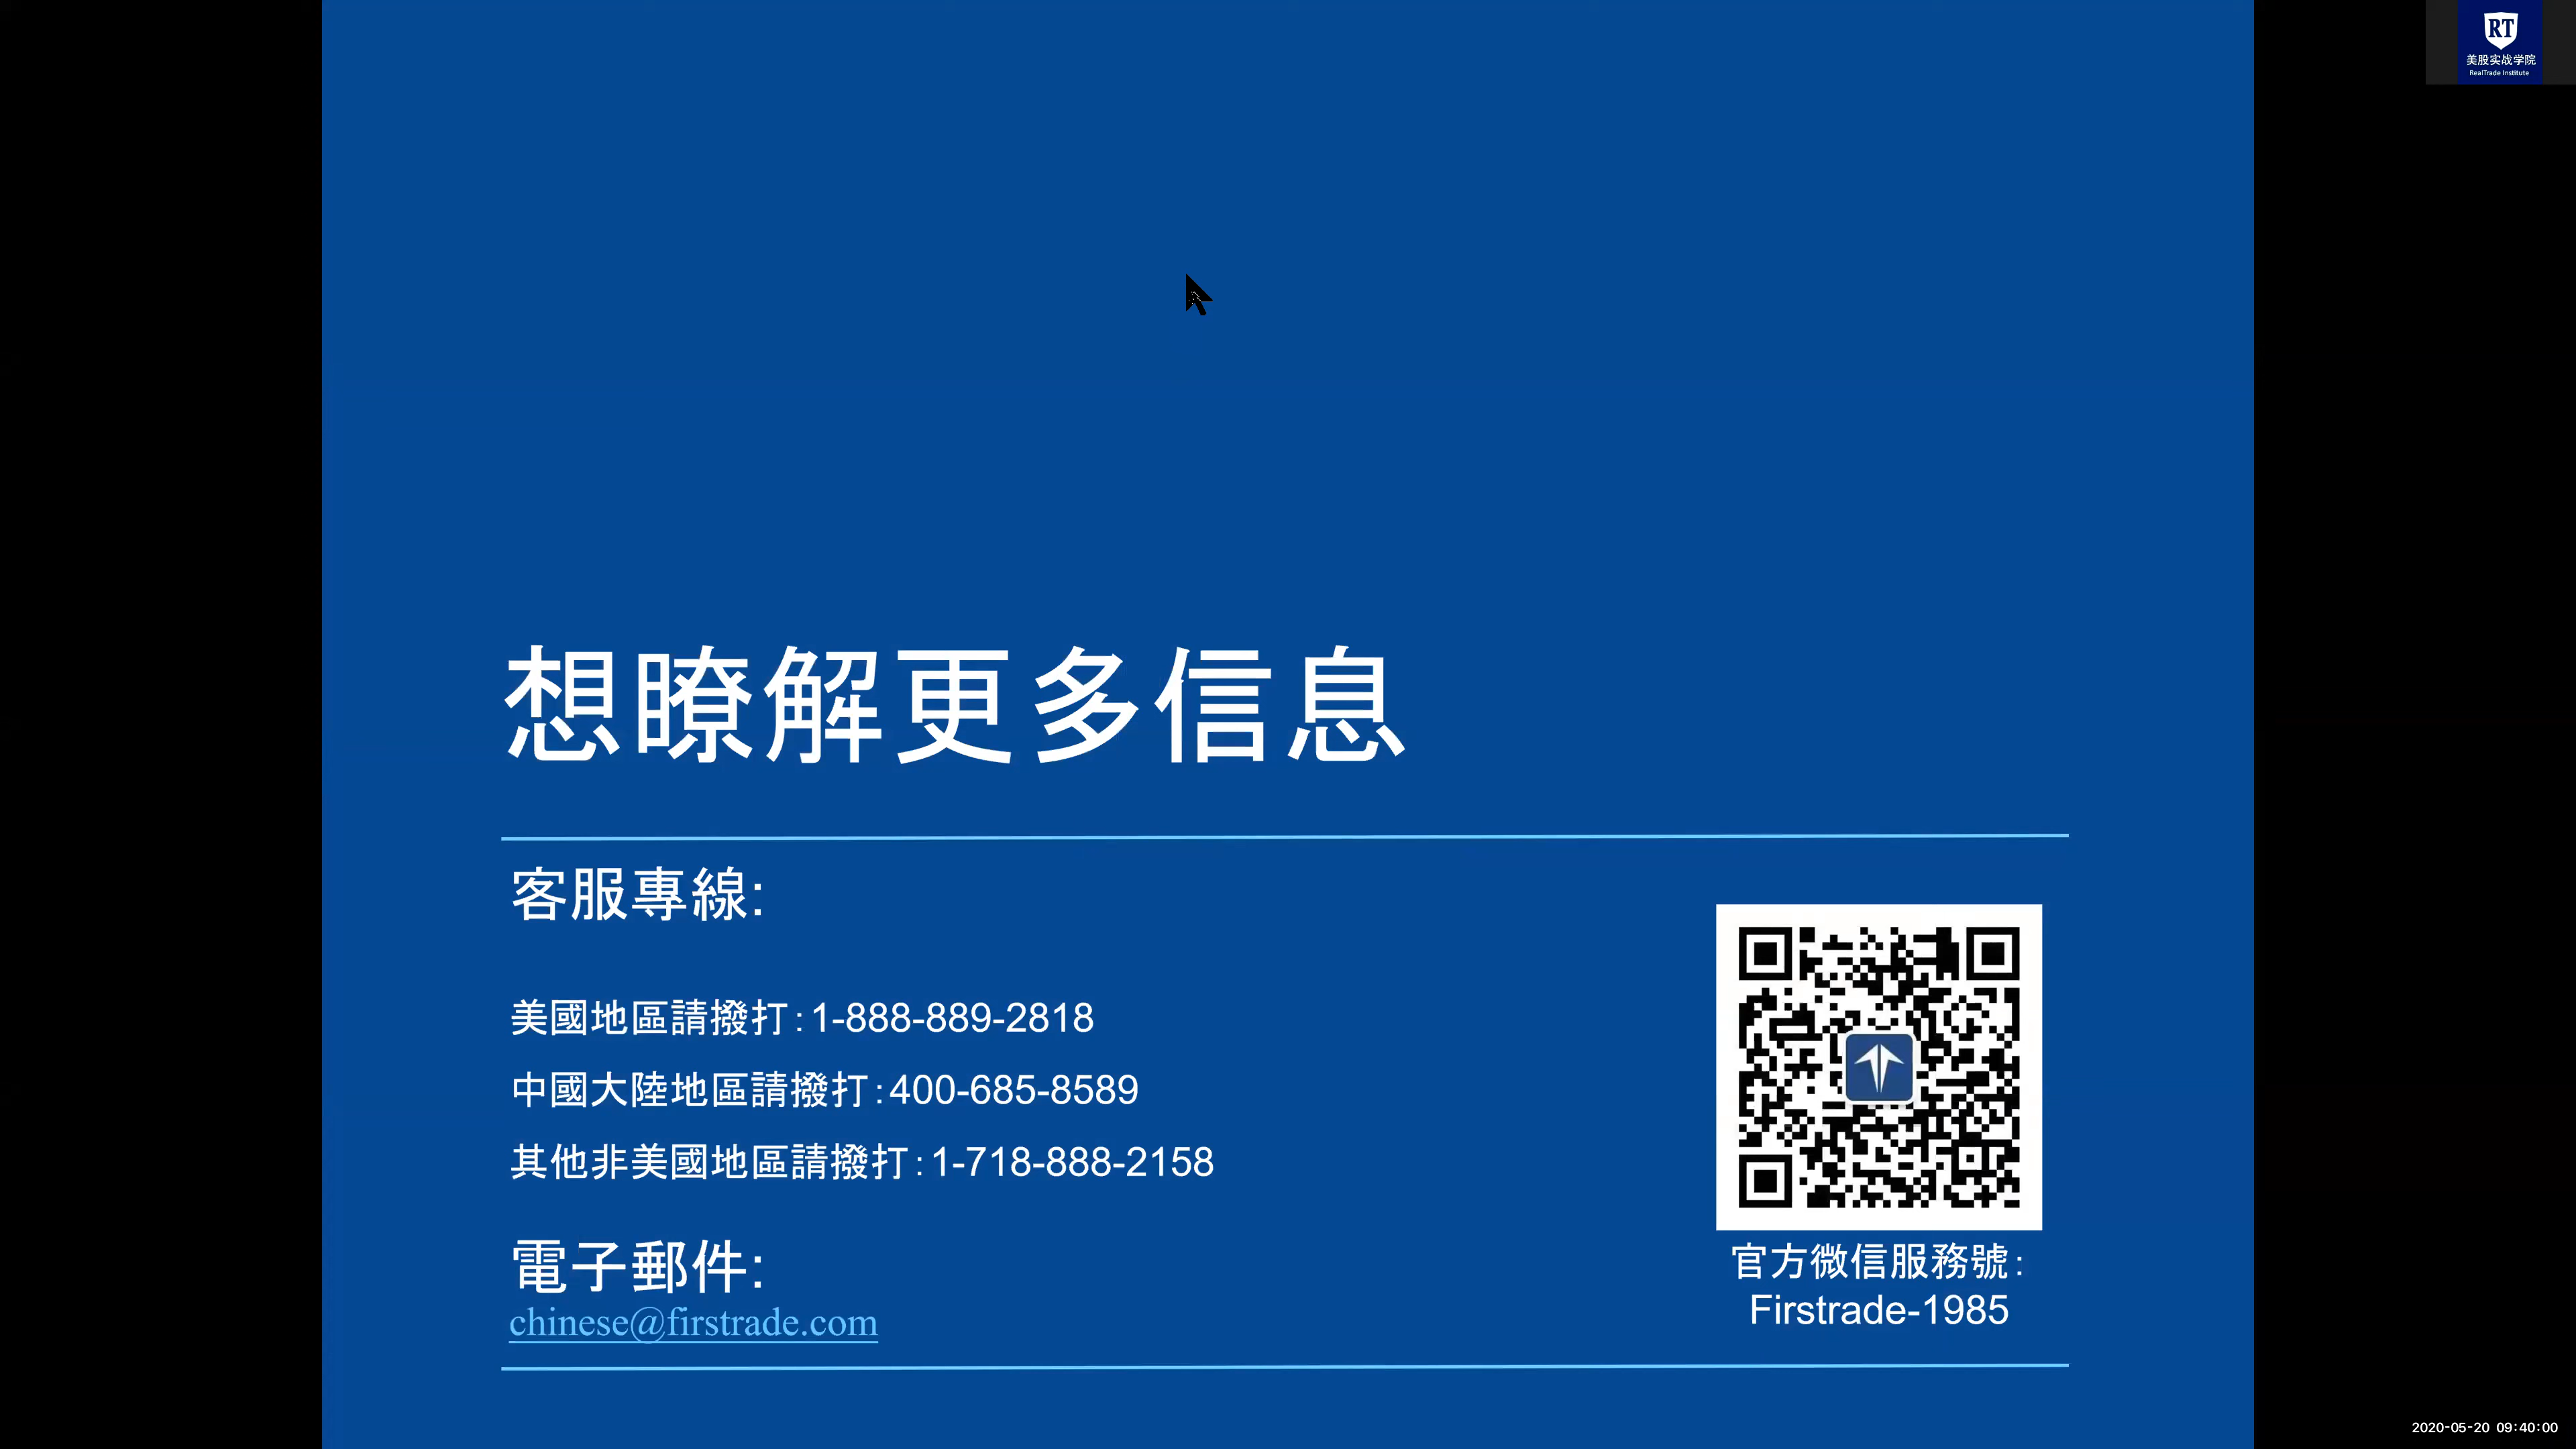 RT
美股实战学院
RealTrade Institute
想瞭解更多信息
客服專線:
美國地區請撥打:1-888-889-2818
中國大陸地區請撥打:400-685-8589
其他非美國地區請撥打:1-718-888-2158
電子郵件:
chinese@firstrade.com
官方微信服務號:
Firstrade-1985
2020-05-20 09:40:00